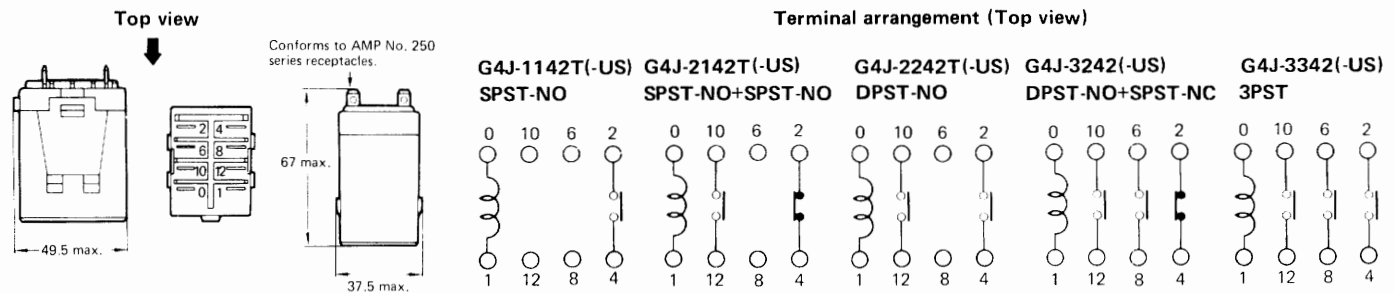 Top view
2 4
6 8
10 12
0 1
49.5 max.
Conforms to AMP No. 250
series receptacles.
67 max.
37.5 max.
Terminal arrangement (Top view)
G4J-1142T(-US)
SPST-NO
0 10 6 2
1 12 8 4
G4J-2142T(-US)
SPST-NO+SPST-NO
0 10 6 2
1 12 8 4
G4J-2242T(-US)
DPST-NO
0 10 6 2
1 12 8 4
G4J-3242(-US)
DPST-NO+SPST-NC
0 10 6 2
1 12 8 4
G4J-3342(-US)
3PST
0 10 6 2
1 12 8 4